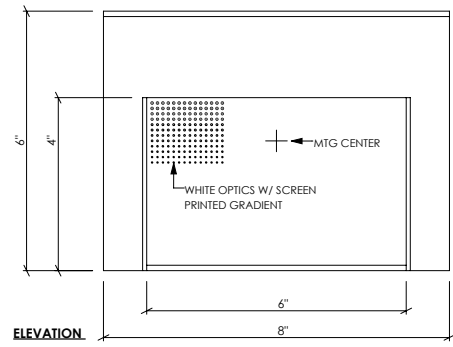 6"
4"
MTG CENTER
WHITE OPTICS W/ SCREEN
PRINTED GRADIENT
6"
ELEVATION
8"